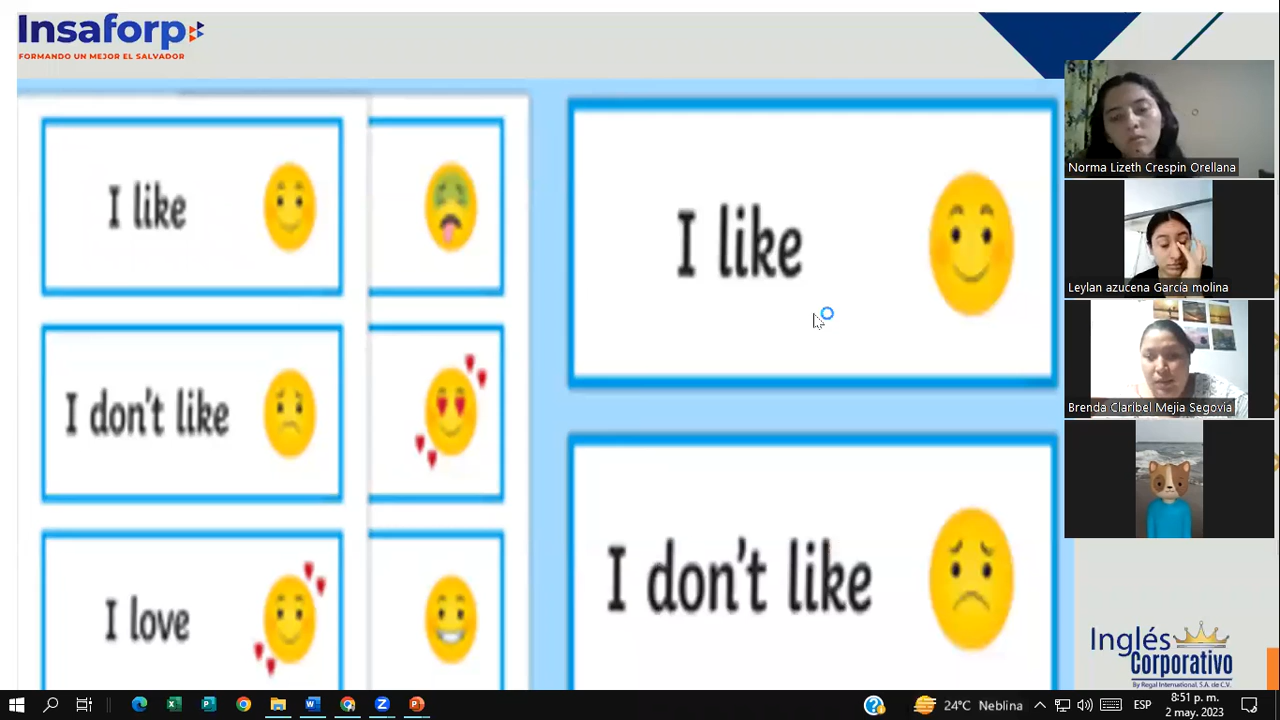 Insaforp
FORMANDO UN MEJOR EL SALVADOR
I like
I don't like
I love
I like
I don't like
Norma Lizeth Crespin Orellana
Leylan azucena García molina
Brenda Claribel Mejia Segovia
Inglés
Corporativo
By Regal International, S.A. de C.V.
24°C Neblina
ESP
8:51 p. m.
2 may. 2023